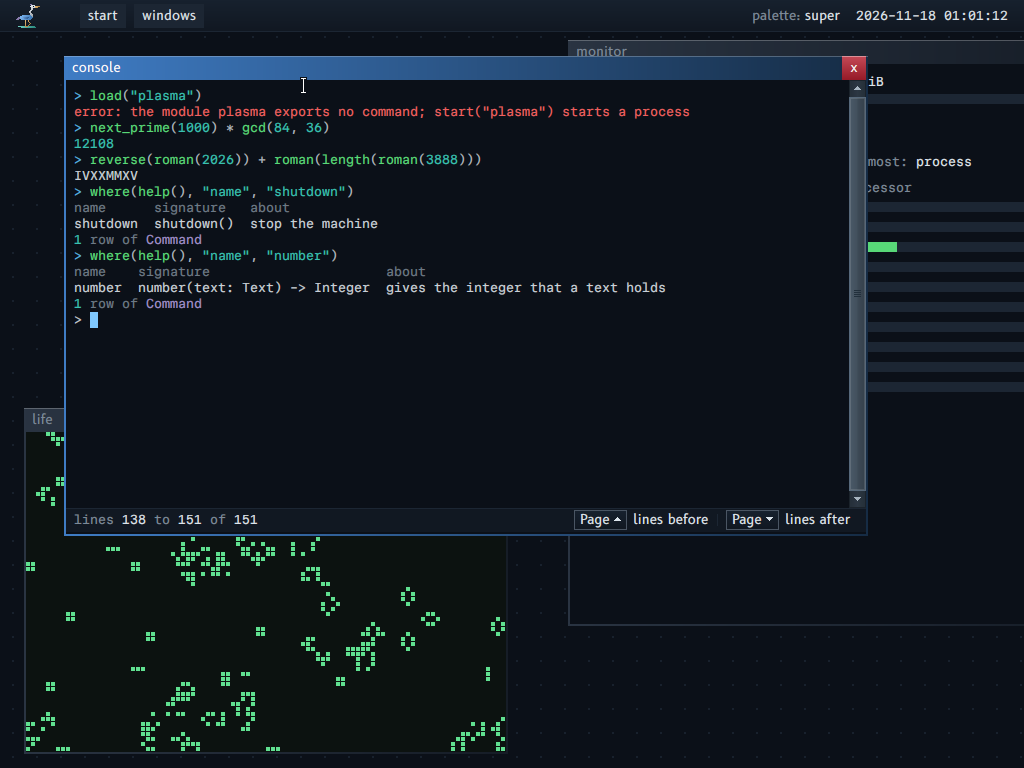 start windows palette: super 2026-11-18 01:01:12
monitor
console x
iB
> load("plasma")
error: the module plasma exports no command; start("plasma") starts a process
> next_prime(1000) * gcd(84, 36)
12108
> reverse(roman(2026)) + roman(length(roman(3888)))
IVXXMMXV
most: process
cessor
> where(help(), "name", "shutdown")
name signature about
shutdown shutdown() stop the machine
1 row of Command
> where(help(), "name", "number")
name signature about
number number(text: Text) -> Integer gives the integer that a text holds
1 row of Command
>
life
lines 138 to 151 of 151 Page lines before Page lines after